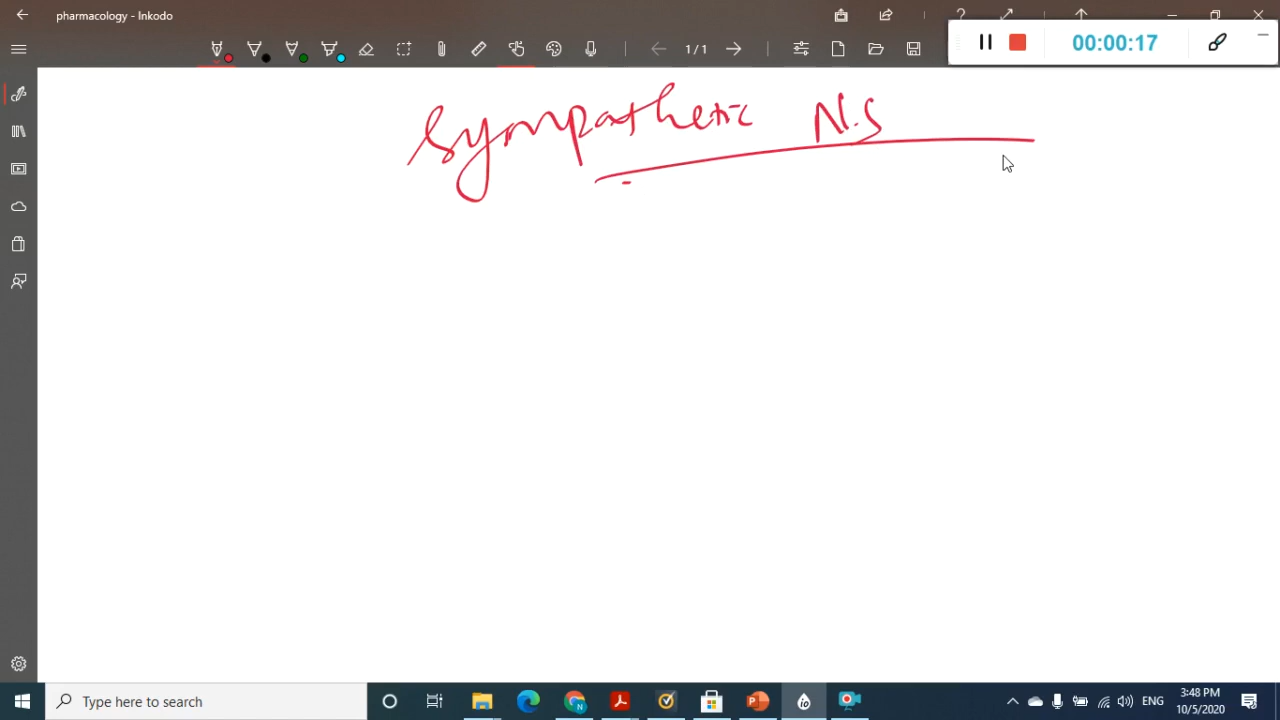 pharmacology - Inkodo
1/1
00:00:17
Sympathetic N.S
Type here to search
ENG
3:48 PM
10/5/2020